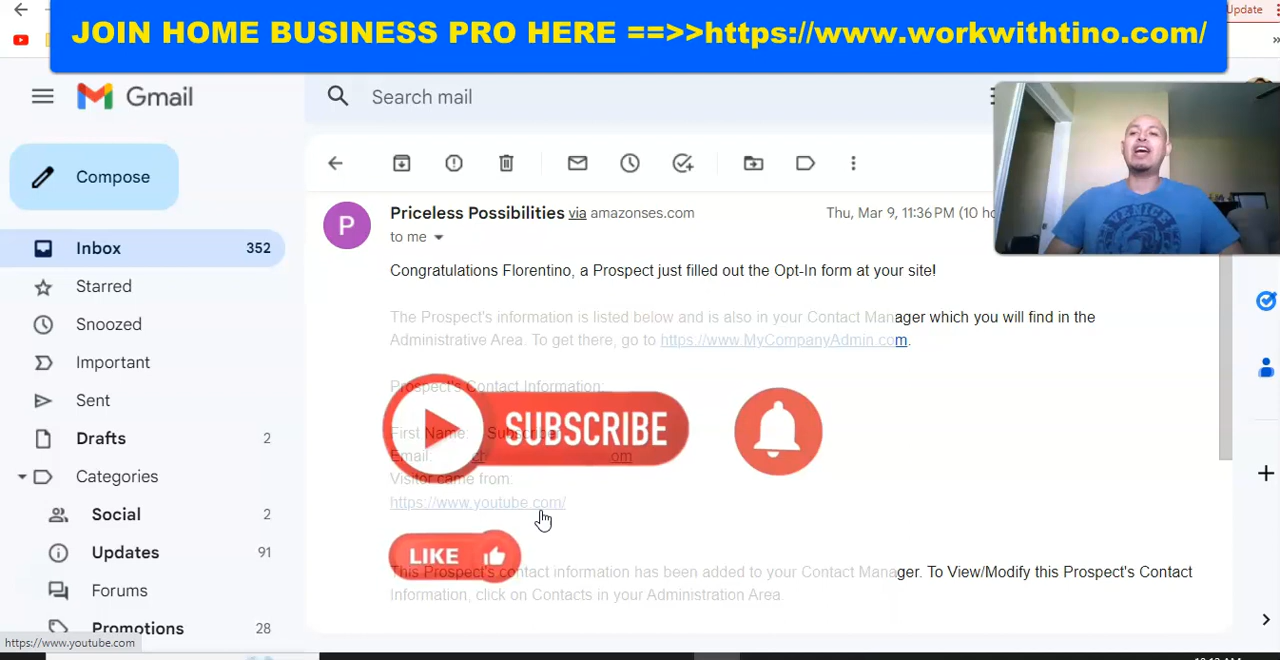 JOIN HOME BUSINESS PRO HERE ==>>https://www.workwithtino.com/
Update
Gmail
Search mail
Compose
Priceless Possibilities via amazonses.com
Thu, Mar 9, 11:36 PM (10 ho
to me
P
VENICE
Inbox 352
Congratulations Florentino, a Prospect just filled out the Opt-In form at your site!
Starred
Snoozed
The Prospect's information is listed below and is also in your Contact Manager which you will find in the
Administrative Area. To get there, go to https://www.MyCompanyAdmin.com.
Important
Prospect's Contact Information:
Sent
First Name: Subscriber
SUBSCRIBE
Drafts 2
Email: ch om
Categories
Visitor came from:
https://www.youtube.com/
Social 2
Updates 91
LIKE
Forums
This Prospect's contact information has been added to your Contact Manager. To View/Modify this Prospect's Contact
Information, click on Contacts in your Administration Area.
Promotions 28
https://www.youtube.com